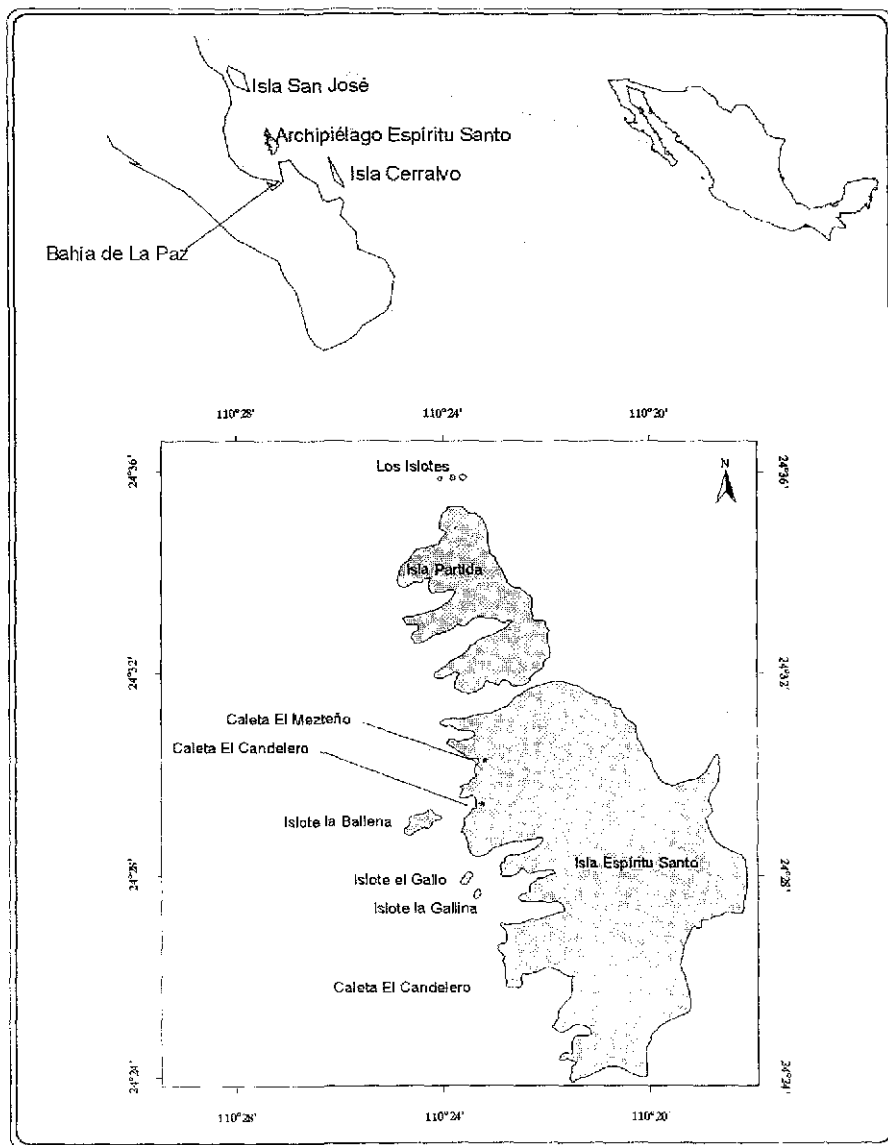 Isla San José
Archipiélago Espíritu Santo
Isla Cerralvo
Bahía de La Paz
110°28'
110°24'
110°20'
24°36'
24°36'
Los Islotes
N
Isla Partida
24°32'
24°32'
Caleta El Mezteño
Caleta El Candelero
Islote la Ballena
Isla Espíritu Santo
24°28'
24°28'
Islote el Gallo
Islote la Gallina
Caleta El Candelero
24°24'
24°24'
110°28'
110°24'
110°20'